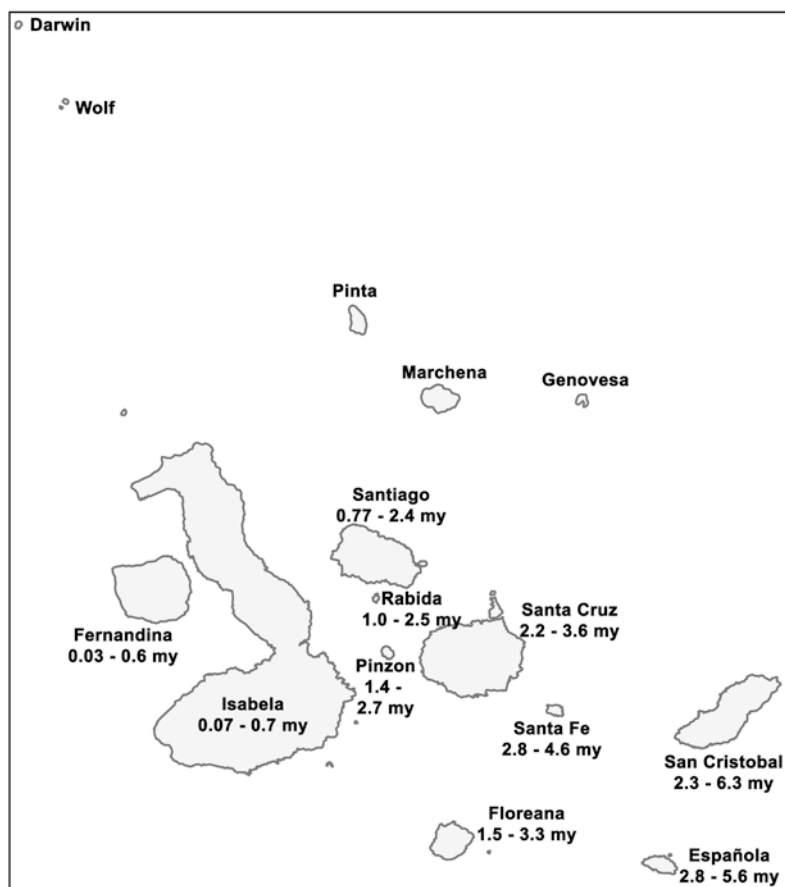 Darwin
Wolf
Pinta
Marchena
Genovesa
Santiago
0.77 - 2.4 my
Rabida
1.0 - 2.5 my
Santa Cruz
2.2 - 3.6 my
Fernandina
0.03 - 0.6 my
Pinzon
1.4 -
2.7 my
Isabela
0.07 - 0.7 my
Santa Fe
2.8 - 4.6 my
San Cristobal
2.3 - 6.3 my
Floreana
1.5 - 3.3 my
Española
2.8 - 5.6 my